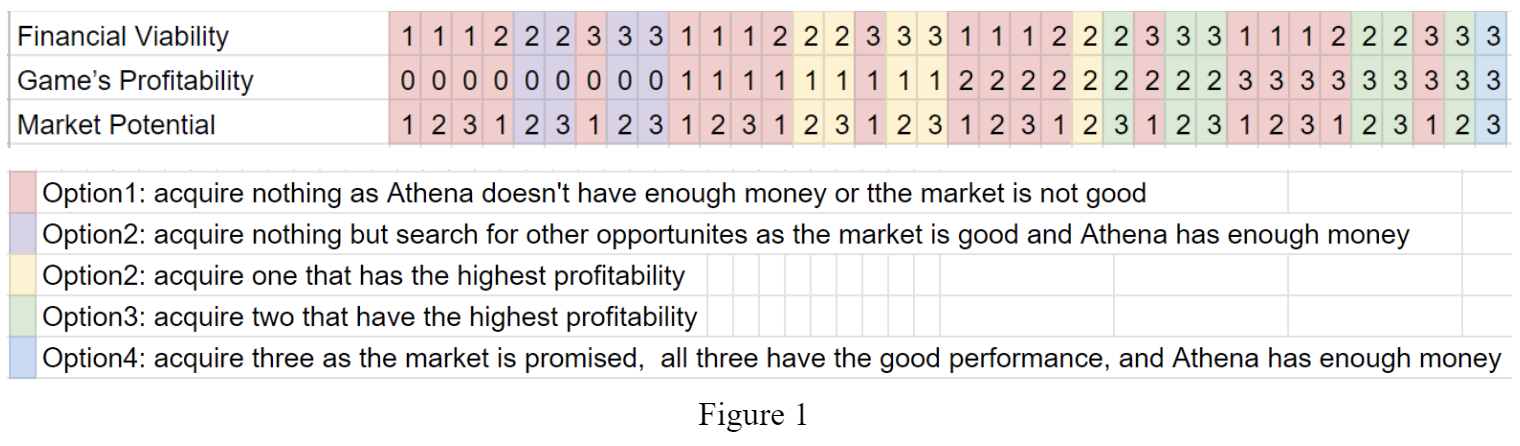 Financial Viability 1 1 1 2 2 2 3 3 3 1 1 1 2 2 2 3 3 3 1 1 1 2 2 2 3 3 3 1 1 1 2 2 2 3 3 3
Game's Profitability 0 0 0 0 0 0 0 0 0 1 1 1 1 1 1 1 1 1 2 2 2 2 2 2 2 2 2 3 3 3 3 3 3 3 3 3
Market Potential 1 2 3 1 2 3 1 2 3 1 2 3 1 2 3 1 2 3 1 2 3 1 2 3 1 2 3 1 2 3 1 2 3 1 2 3
Option1: acquire nothing as Athena doesn't have enough money or tthe market is not good
Option2: acquire nothing but search for other opportunites as the market is good and Athena has enough money
Option2: acquire one that has the highest profitability
Option3: acquire two that have the highest profitability
Option4: acquire three as the market is promised, all three have the good performance, and Athena has enough money
Figure 1